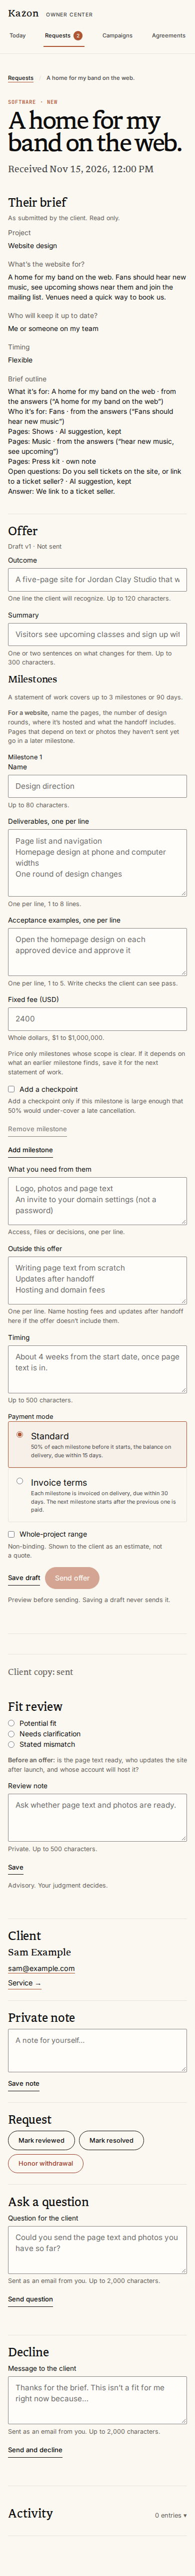 Kazon OWNER CENTER
Today Requests 2 Campaigns Agreements
Requests A home for my band on the web.
SOFTWARE · NEW
A home for my
band on the web.
Received Nov 15, 2026, 12:00 PM
Their brief
As submitted by the client. Read only.
Project
Website design
What's the website for?
A home for my band on the web. Fans should hear new
music, see upcoming shows near them and join the
mailing list. Venues need a quick way to book us.
Who will keep it up to date?
Me or someone on my team
Timing
Flexible
Brief outline
What it's for: A home for my band on the web · from
the answers (“A home for my band on the web”)
Who it's for: Fans · from the answers (“Fans should
hear new music”)
Pages: Shows · AI suggestion, kept
Pages: Music · from the answers (“hear new music,
see upcoming”)
Pages: Press kit · own note
Open questions: Do you sell tickets on the site, or link
to a ticket seller? · AI suggestion, kept
Answer: We link to a ticket seller.
Offer
Draft v1 · Not sent
Outcome
A five-page site for Jordan Clay Studio that w
One line the client will recognize. Up to 120 characters.
Summary
Visitors see upcoming classes and sign up wit
One or two sentences on what changes for them. Up to
300 characters.
Milestones
A statement of work covers up to 3 milestones or 90 days.
For a website, name the pages, the number of design
rounds, where it's hosted and what the handoff includes.
Pages that depend on text or photos they haven't sent yet
go in a later milestone.
Milestone 1
Name
Design direction
Up to 80 characters.
Deliverables, one per line
Page list and navigation
Homepage design at phone and computer
widths
One round of design changes
One per line, 1 to 8 lines.
Acceptance examples, one per line
Open the homepage design on each
approved device and approve it
One per line, 1 to 5. Write checks the client can see pass.
Fixed fee (USD)
2400
Whole dollars, $1 to $1,000,000.
Price only milestones whose scope is clear. If it depends on
what an earlier milestone finds, save it for the next
statement of work.
Add a checkpoint
Add a checkpoint only if this milestone is large enough that
50% would under-cover a late cancellation.
Remove milestone
Add milestone
What you need from them
Logo, photos and page text
An invite to your domain settings (not a
password)
Access, files or decisions, one per line.
Outside this offer
Writing page text from scratch
Updates after handoff
Hosting and domain fees
One per line. Name hosting fees and updates after handoff
here if the offer doesn't include them.
Timing
About 4 weeks from the start date, once page
text is in.
Up to 500 characters.
Payment mode
Standard
50% of each milestone before it starts, the balance on
delivery, due within 15 days.
Invoice terms
Each milestone is invoiced on delivery, due within 30
days. The next milestone starts after the previous one is
paid.
Whole-project range
Non-binding. Shown to the client as an estimate, not
a quote.
Save draft Send offer
Preview before sending. Saving a draft never sends it.
Client copy: sent
Fit review
Potential fit
Needs clarification
Stated mismatch
Before an offer: is the page text ready, who updates the site
after launch, and whose account will host it?
Review note
Ask whether page text and photos are ready.
Private. Up to 500 characters.
Save
Advisory. Your judgment decides.
Client
Sam Example
sam@example.com
Service →
Private note
A note for yourself...
Save note
Request
Mark reviewed Mark resolved
Honor withdrawal
Ask a question
Question for the client
Could you send the page text and photos you
have so far?
Sent as an email from you. Up to 2,000 characters.
Send question
Decline
Message to the client
Thanks for the brief. This isn't a fit for me
right now because...
Sent as an email from you. Up to 2,000 characters.
Send and decline
Activity 0 entries ▾